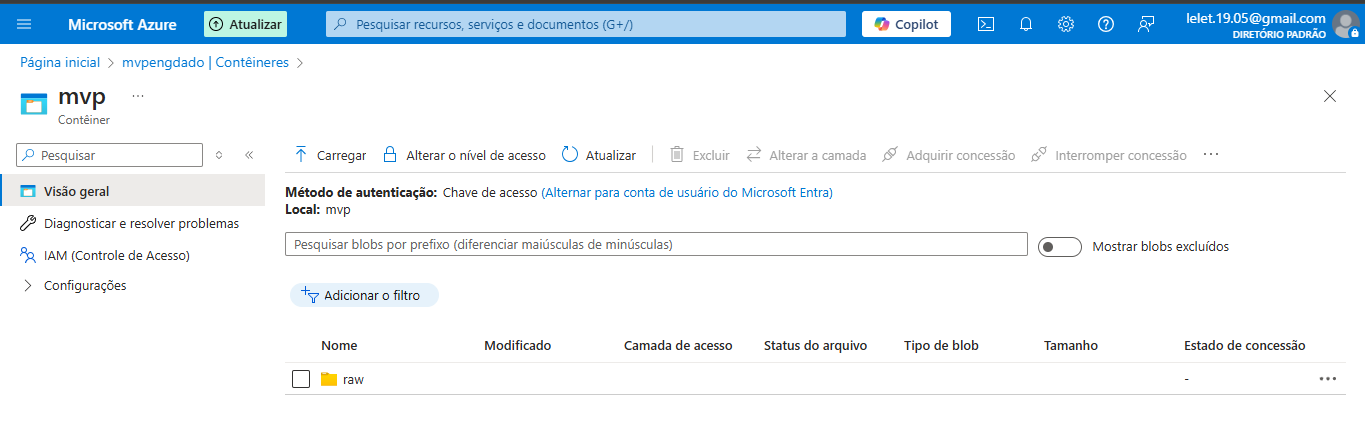 Microsoft Azure Atualizar Pesquisar recursos, serviços e documentos (G+/) Copilot lelet.19.05@gmail.com
DIRETÓRIO PADRÃO
Página inicial > mvpengdado | Contêineres >
mvp ...
Contêiner
Pesquisar
Visão geral
Diagnosticar e resolver problemas
IAM (Controle de Acesso)
Configurações
Carregar Alterar o nível de acesso Atualizar Excluir Alterar a camada Adquirir concessão Interromper concessão ...
Método de autenticação: Chave de acesso (Alternar para conta de usuário do Microsoft Entra)
Local: mvp
Pesquisar blobs por prefixo (diferenciar maiúsculas de minúsculas) Mostrar blobs excluídos
Adicionar o filtro
Nome Modificado Camada de acesso Status do arquivo Tipo de blob Tamanho Estado de concessão
raw - ...